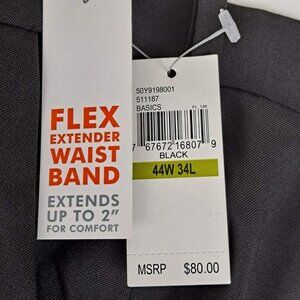 FLEX
EXTENDER
WAIST
BAND
EXTENDS
UP TO 2"
FOR COMFORT
50Y9198001
511187
BASICS FL_126
7 67672 16807 9
BLACK
44W 34L
MSRP $80.00